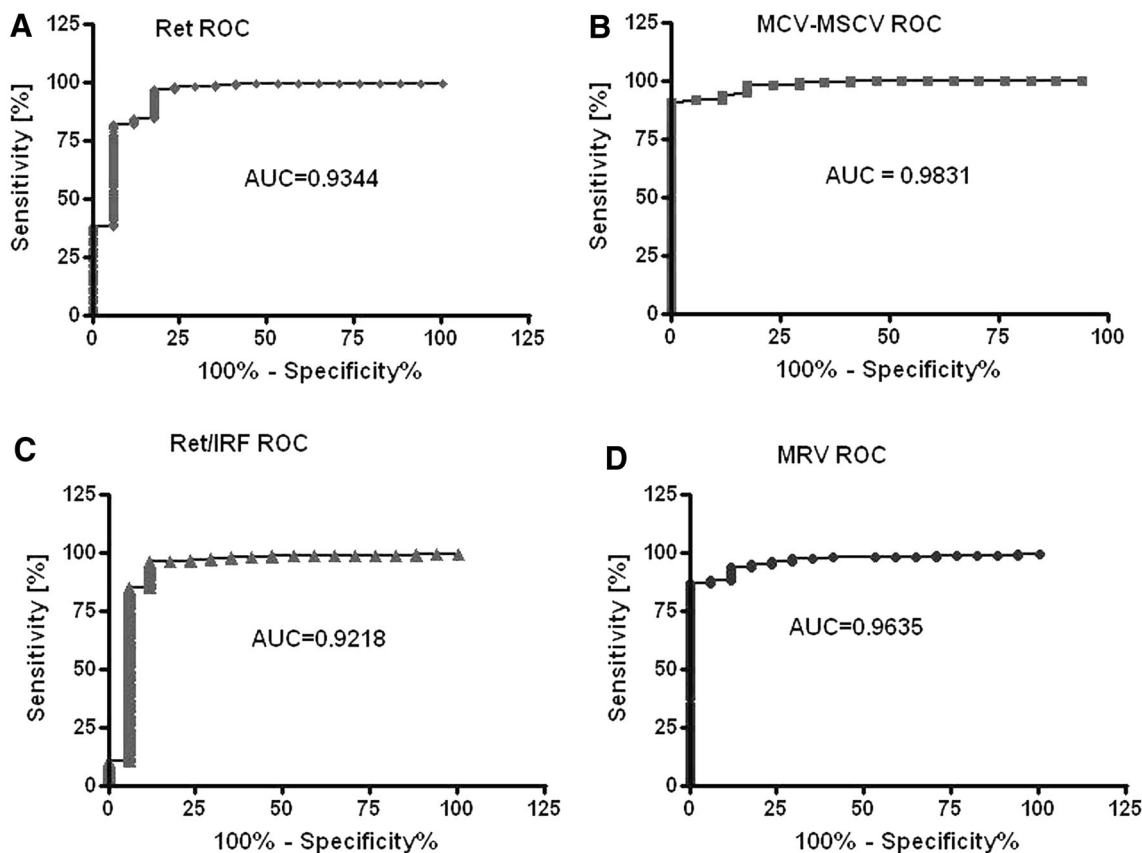 A
Ret ROC
125
100
75
50
25
0
Sensitivity [%]
AUC=0.9344
0 25 50 75 100 125
100% - Specificity%
B
MCV-MSCV ROC
125
100
75
50
25
0
Sensitivity [%]
AUC = 0.9831
0 25 50 75 100
100% - Specificity%
C
Ret/IRF ROC
125
100
75
50
25
0
Sensitivity [%]
AUC=0.9218
0 25 50 75 100 125
100% - Specificity%
D
MRV ROC
125
100
75
50
25
0
Sensitivity [%]
AUC=0.9635
0 25 50 75 100 125
100% - Specificity%